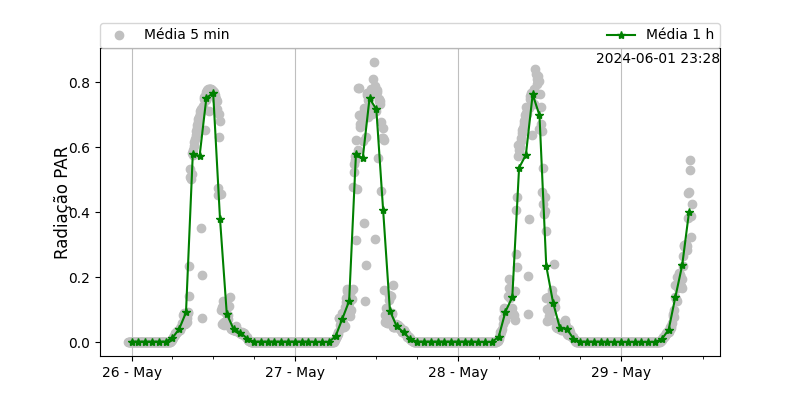 Média 5 min
Média 1 h
2024-06-01 23:28
Radiação PAR
0.8
0.6
0.4
0.2
0.0
26 - May
27 - May
28 - May
29 - May